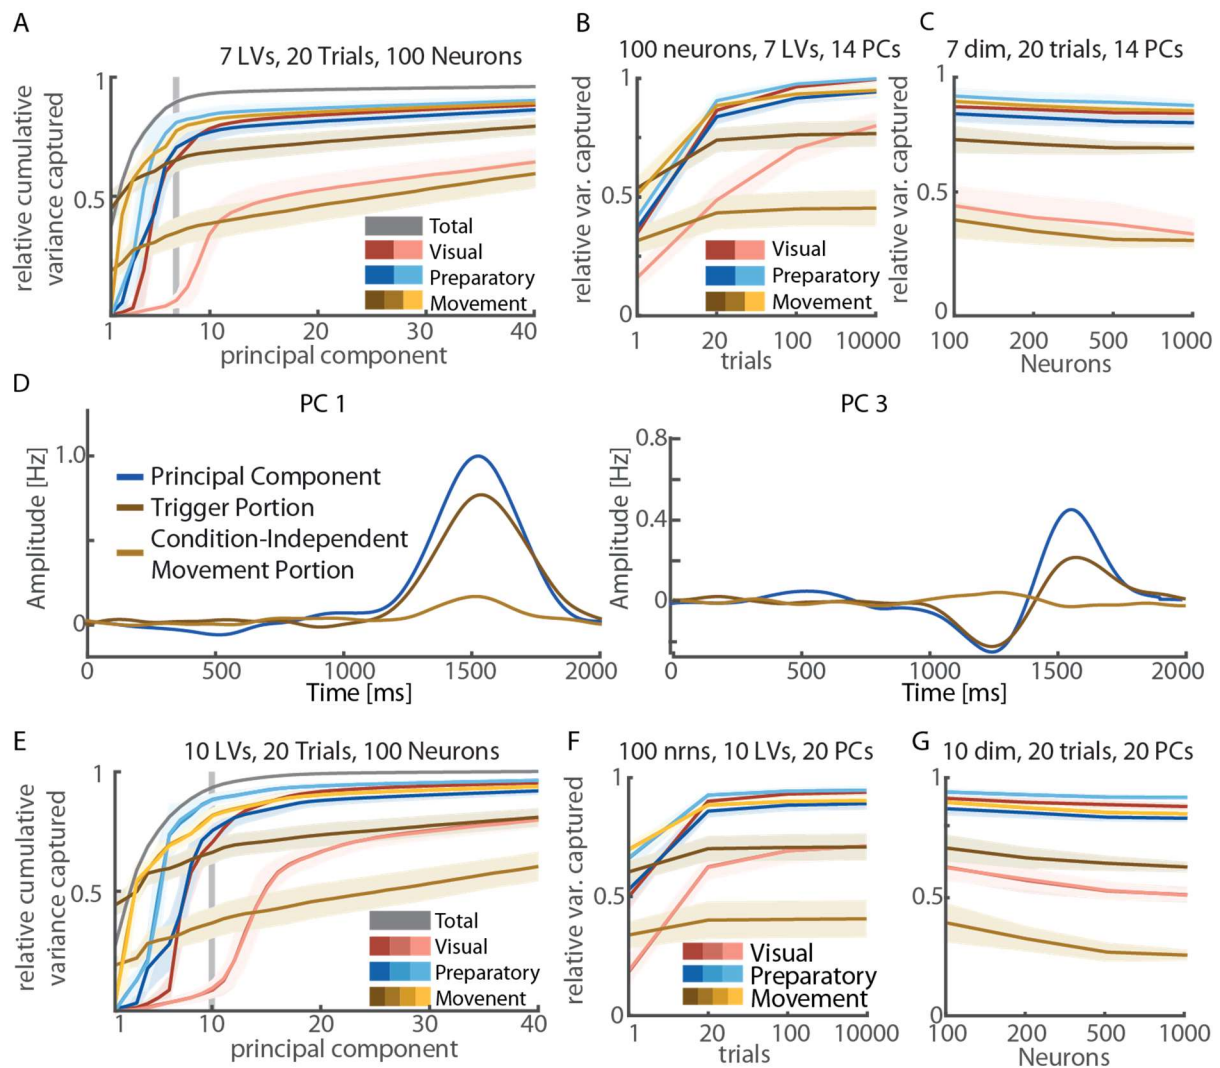 A
7 LVs, 20 Trials, 100 Neurons
relative cumulative
variance captured
1
0.5
1
10
20
30
40
principal component
Total
Visual
Preparatory
Movement
B
100 neurons, 7 LVs, 14 PCs
relative var. captured
1
0.5
0
1
20
100
10000
trials
Visual
Preparatory
Movement
C
7 dim, 20 trials, 14 PCs
relative var. captured
1
0.5
0
100
200
500
1000
Neurons
D
PC 1
Amplitude [Hz]
1.0
0
0
500
1000
1500
2000
Time [ms]
Principal Component
Trigger Portion
Condition-Independent
Movement Portion
PC 3
Amplitude [Hz]
0.8
0.4
0
0
500
1000
1500
2000
Time [ms]
E
10 LVs, 20 Trials, 100 Neurons
relative cumulative
variance captured
1
0.5
1
10
20
30
40
principal component
Total
Visual
Preparatory
Movenent
F
100 nrns, 10 LVs, 20 PCs
relative var. captured
1
0.5
0
1
20
100
10000
trials
Visual
Preparatory
Movement
G
10 dim, 20 trials, 20 PCs
1
0.5
0
100
200
500
1000
Neurons